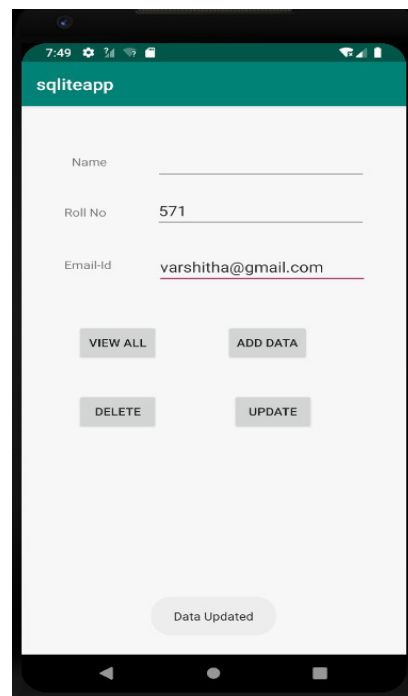 7:49
sqliteapp
Name
Roll No 571
Email-Id varshitha@gmail.com
VIEW ALL ADD DATA
DELETE UPDATE
Data Updated